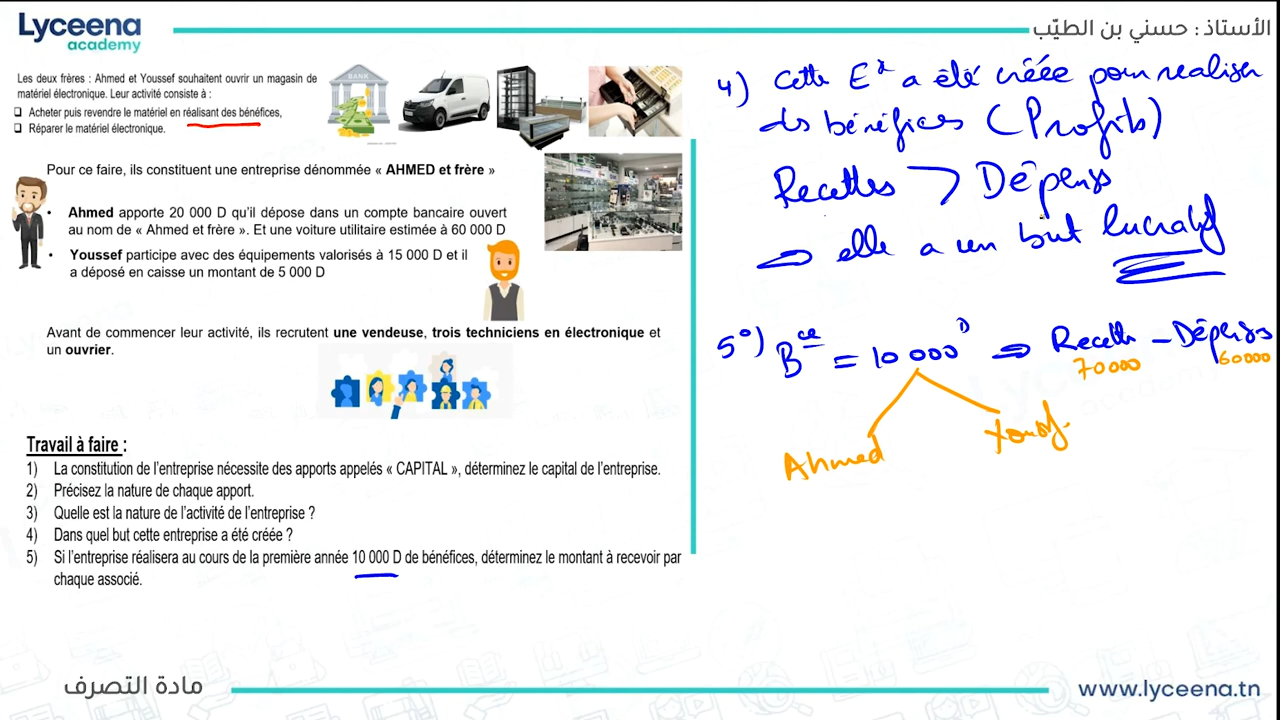 Lyceena
academy
الأستاذ : حسني بن الطيّب
Les deux frères : Ahmed et Youssef souhaitent ouvrir un magasin de
matériel électronique. Leur activité consiste à :
❑ Acheter puis revendre le matériel en réalisant des bénéfices,
❑ Réparer le matériel électronique.
BANK
Pour ce faire, ils constituent une entreprise dénommée « AHMED et frère »
• Ahmed apporte 20 000 D qu'il dépose dans un compte bancaire ouvert
au nom de « Ahmed et frère ». Et une voiture utilitaire estimée à 60 000 D
• Youssef participe avec des équipements valorisés à 15 000 D et il
a déposé en caisse un montant de 5 000 D
Avant de commencer leur activité, ils recrutent une vendeuse, trois techniciens en électronique et
un ouvrier.
Travail à faire :
1) La constitution de l'entreprise nécessite des apports appelés « CAPITAL », déterminez le capital de l'entreprise.
2) Précisez la nature de chaque apport.
3) Quelle est la nature de l'activité de l'entreprise ?
4) Dans quel but cette entreprise a été créée ?
5) Si l'entreprise réalisera au cours de la première année 10 000 D de bénéfices, déterminez le montant à recevoir par
chaque associé.
4) Cette Ese a été créée pour realiser
des bénéfices (Profits)
Recettes > Dépenses
⇒ elle a un but lucratif
5°) Bce = 10 000 D ⇒ Recettes – Dépenses
70 000 60 000
Ahmed Youssef
مادة التصرف
www.lyceena.tn